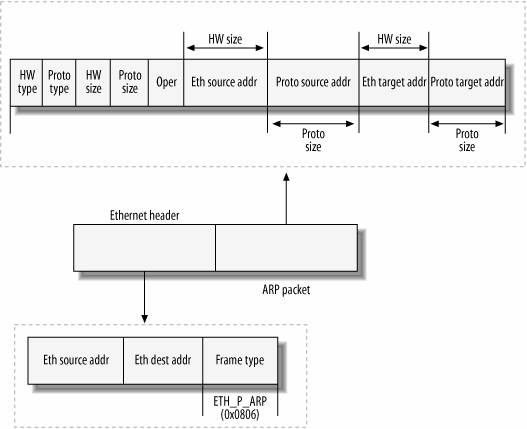 HW size
HW size
HW type
Proto type
HW size
Proto size
Oper
Eth source addr
Proto source addr
Eth target addr
Proto target addr
Proto size
Proto size
Ethernet header
ARP packet
Eth source addr
Eth dest addr
Frame type
ETH_P_ARP
(0x0806)